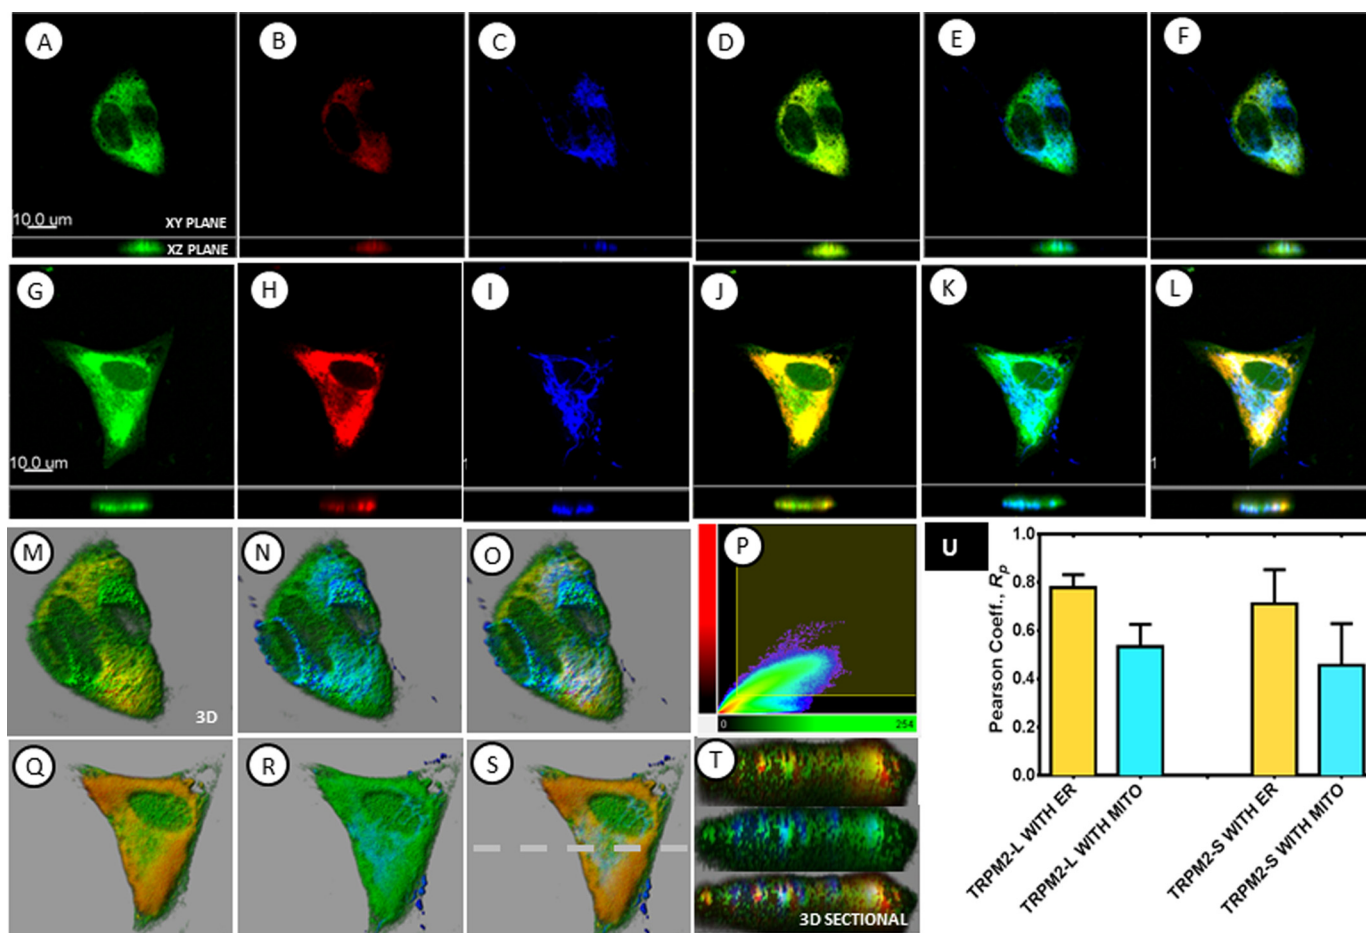 A
B
C
D
E
F
10.0 um
XY PLANE
XZ PLANE
G
H
I
J
K
L
10.0 um
1
1
M
N
O
P
U
3D
0
254
Q
R
S
T
3D SECTIONAL
Pearson Coeff., Rp
1.0
0.8
0.6
0.4
0.2
0.0
TRPM2-L WITH ER
TRPM2-L WITH MITO
TRPM2-S WITH ER
TRPM2-S WITH MITO